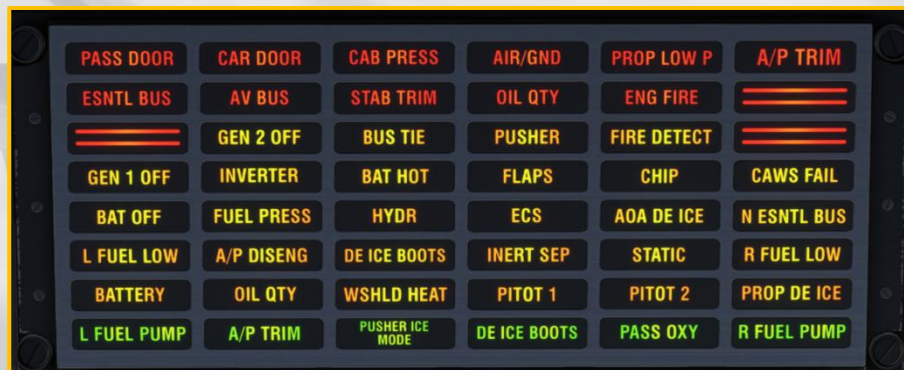 PASS DOOR CAR DOOR CAB PRESS AIR/GND PROP LOW P A/P TRIM
ESNTL BUS AV BUS STAB TRIM OIL QTY ENG FIRE
GEN 2 OFF BUS TIE PUSHER FIRE DETECT
GEN 1 OFF INVERTER BAT HOT FLAPS CHIP CAWS FAIL
BAT OFF FUEL PRESS HYDR ECS AOA DE ICE N ESNTL BUS
L FUEL LOW A/P DISENG DE ICE BOOTS INERT SEP STATIC R FUEL LOW
BATTERY OIL QTY WSHLD HEAT PITOT 1 PITOT 2 PROP DE ICE
L FUEL PUMP A/P TRIM PUSHER ICE MODE DE ICE BOOTS PASS OXY R FUEL PUMP